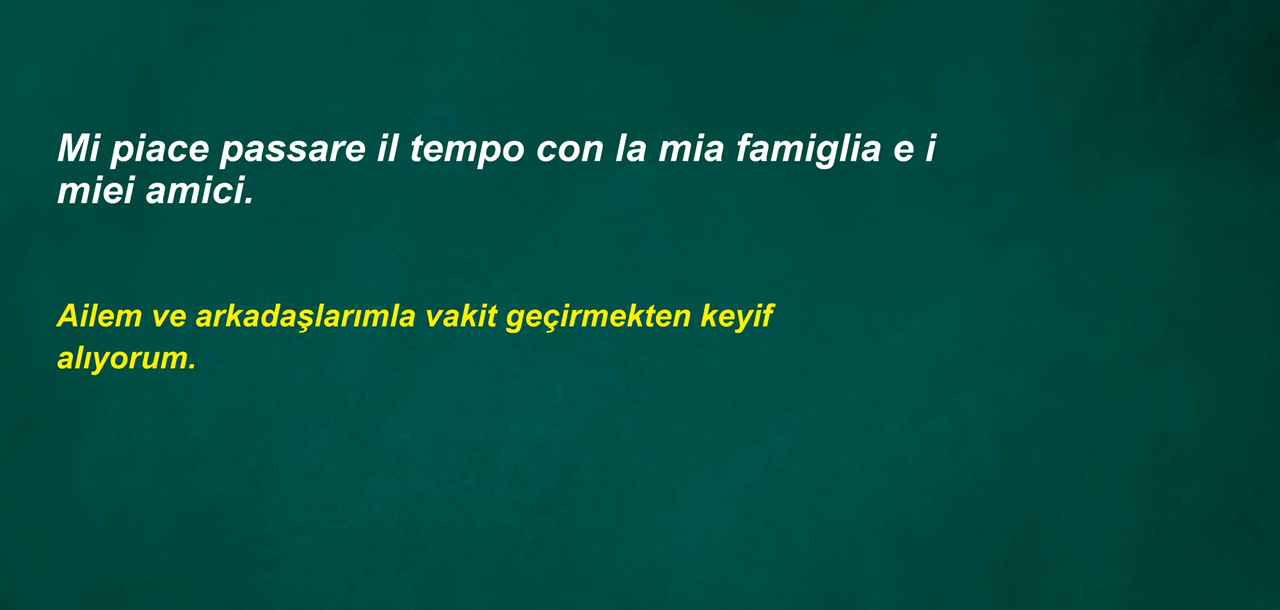 Mi piace passare il tempo con la mia famiglia e i
miei amici.
Ailem ve arkadaşlarımla vakit geçirmekten keyif
alıyorum.